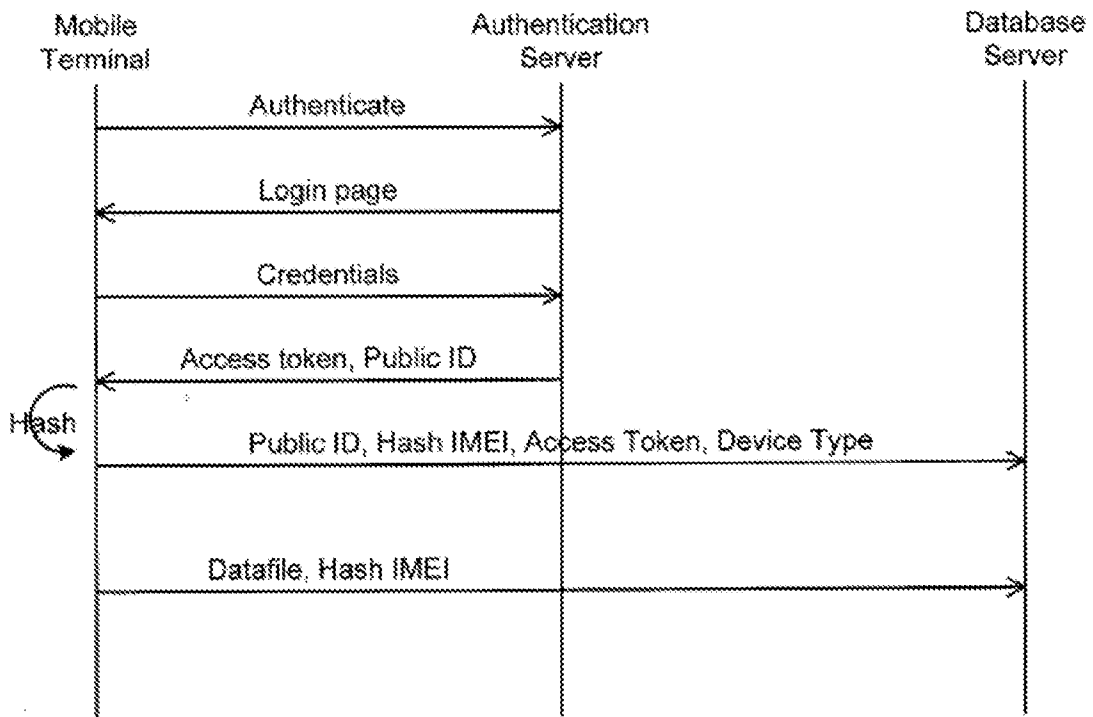 Mobile
Terminal
Authentication
Server
Database
Server
Authenticate
Login page
Credentials
Access token, Public ID
Hash
Public ID, Hash IMEI, Access Token, Device Type
Datafile, Hash IMEI